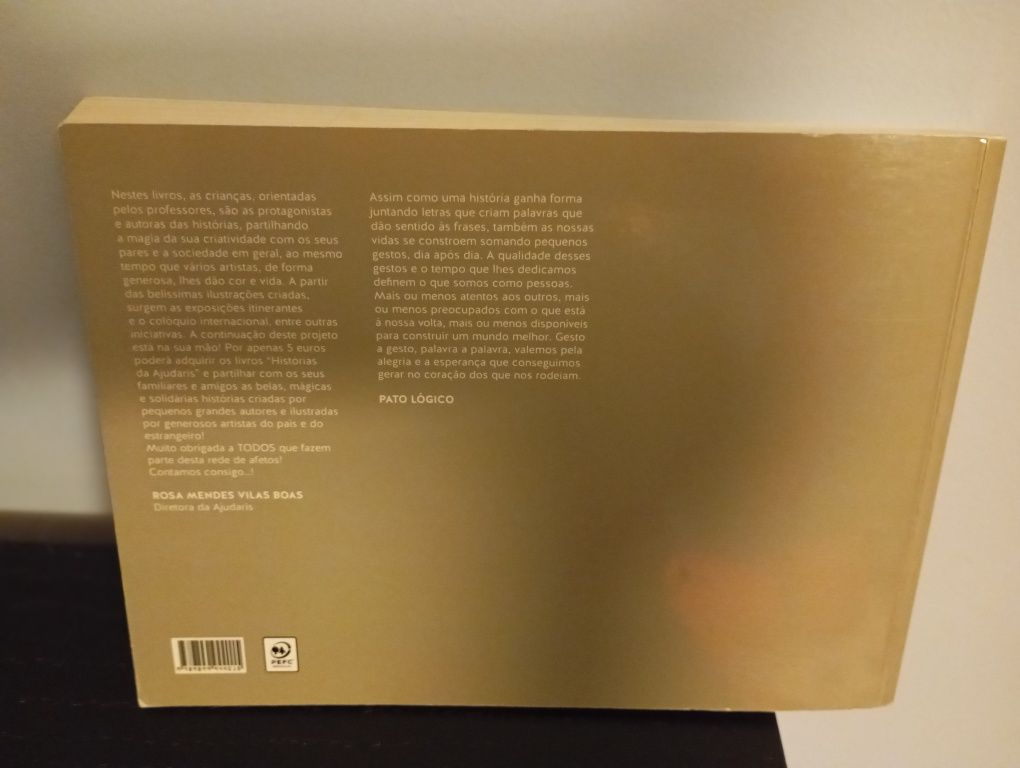 Nestes livros, as crianças, orientadas
pelos professores, são as protagonistas
e autoras das histórias, partilhando
a magia da sua criatividade com os seus
pares e a sociedade em geral, ao mesmo
tempo que vários artistas, de forma
generosa, lhes dão cor e vida. A partir
das belíssimas ilustrações criadas,
surgem as exposições itinerantes
e o colóquio internacional, entre outras
iniciativas. A continuação deste projeto
está na sua mão! Por apenas 5 euros
poderá adquirir os livros "Histórias
da Ajudaris" e partilhar com os seus
familiares e amigos as belas, mágicas
e solidárias histórias criadas por
pequenos grandes autores e ilustradas
por generosos artistas do país e do
estrangeiro!
Muito obrigada a TODOS que fazem
parte desta rede de afetos!
Contamos consigo...!
ROSA MENDES VILAS BOAS
Diretora da Ajudaris
Assim como uma história ganha forma
juntando letras que criam palavras que
dão sentido às frases, também as nossas
vidas se constroem somando pequenos
gestos, dia após dia. A qualidade desses
gestos e o tempo que lhes dedicamos
definem o que somos como pessoas.
Mais ou menos atentos aos outros, mais
ou menos preocupados com o que está
à nossa volta, mais ou menos disponíveis
para construir um mundo melhor. Gesto
a gesto, palavra a palavra, valemos pela
alegria e a esperança que conseguimos
gerar no coração dos que nos rodeiam.
PATO LÓGICO
PEFC